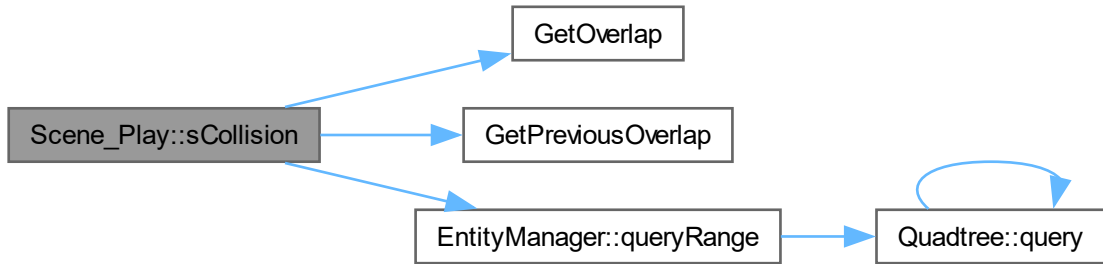 GetOverlap
Scene_Play::sCollision
GetPreviousOverlap
EntityManager::queryRange
Quadtree::query